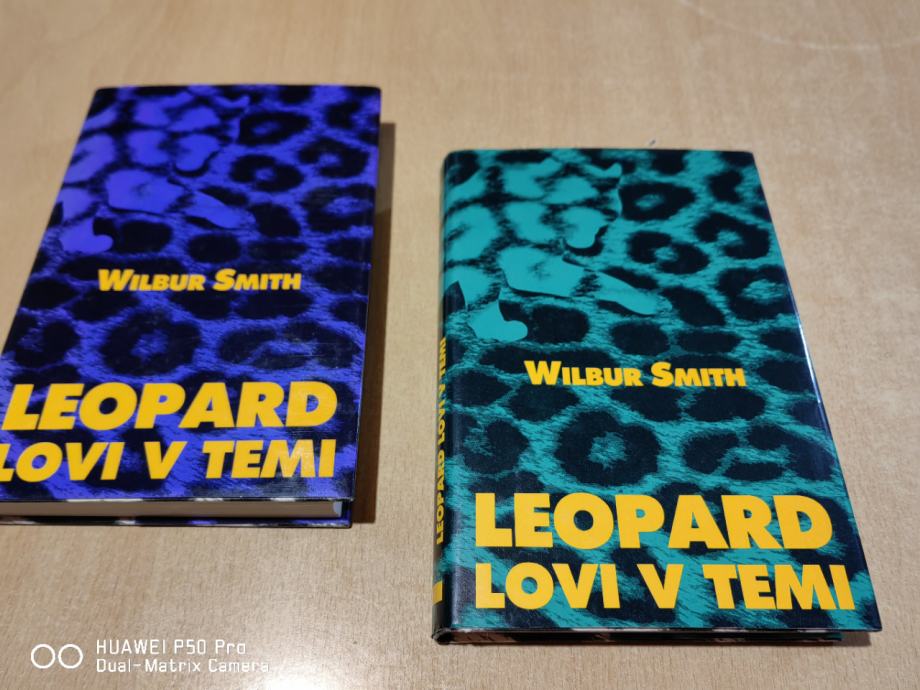 WILBUR SMITH
LEOPARD
LOVI V TEMI
WILBUR SMITH
LEOPARD
LOVI V TEMI
LEOPARD LOVI V TEMI
HUAWEI P50 Pro
Dual-Matrix Camera